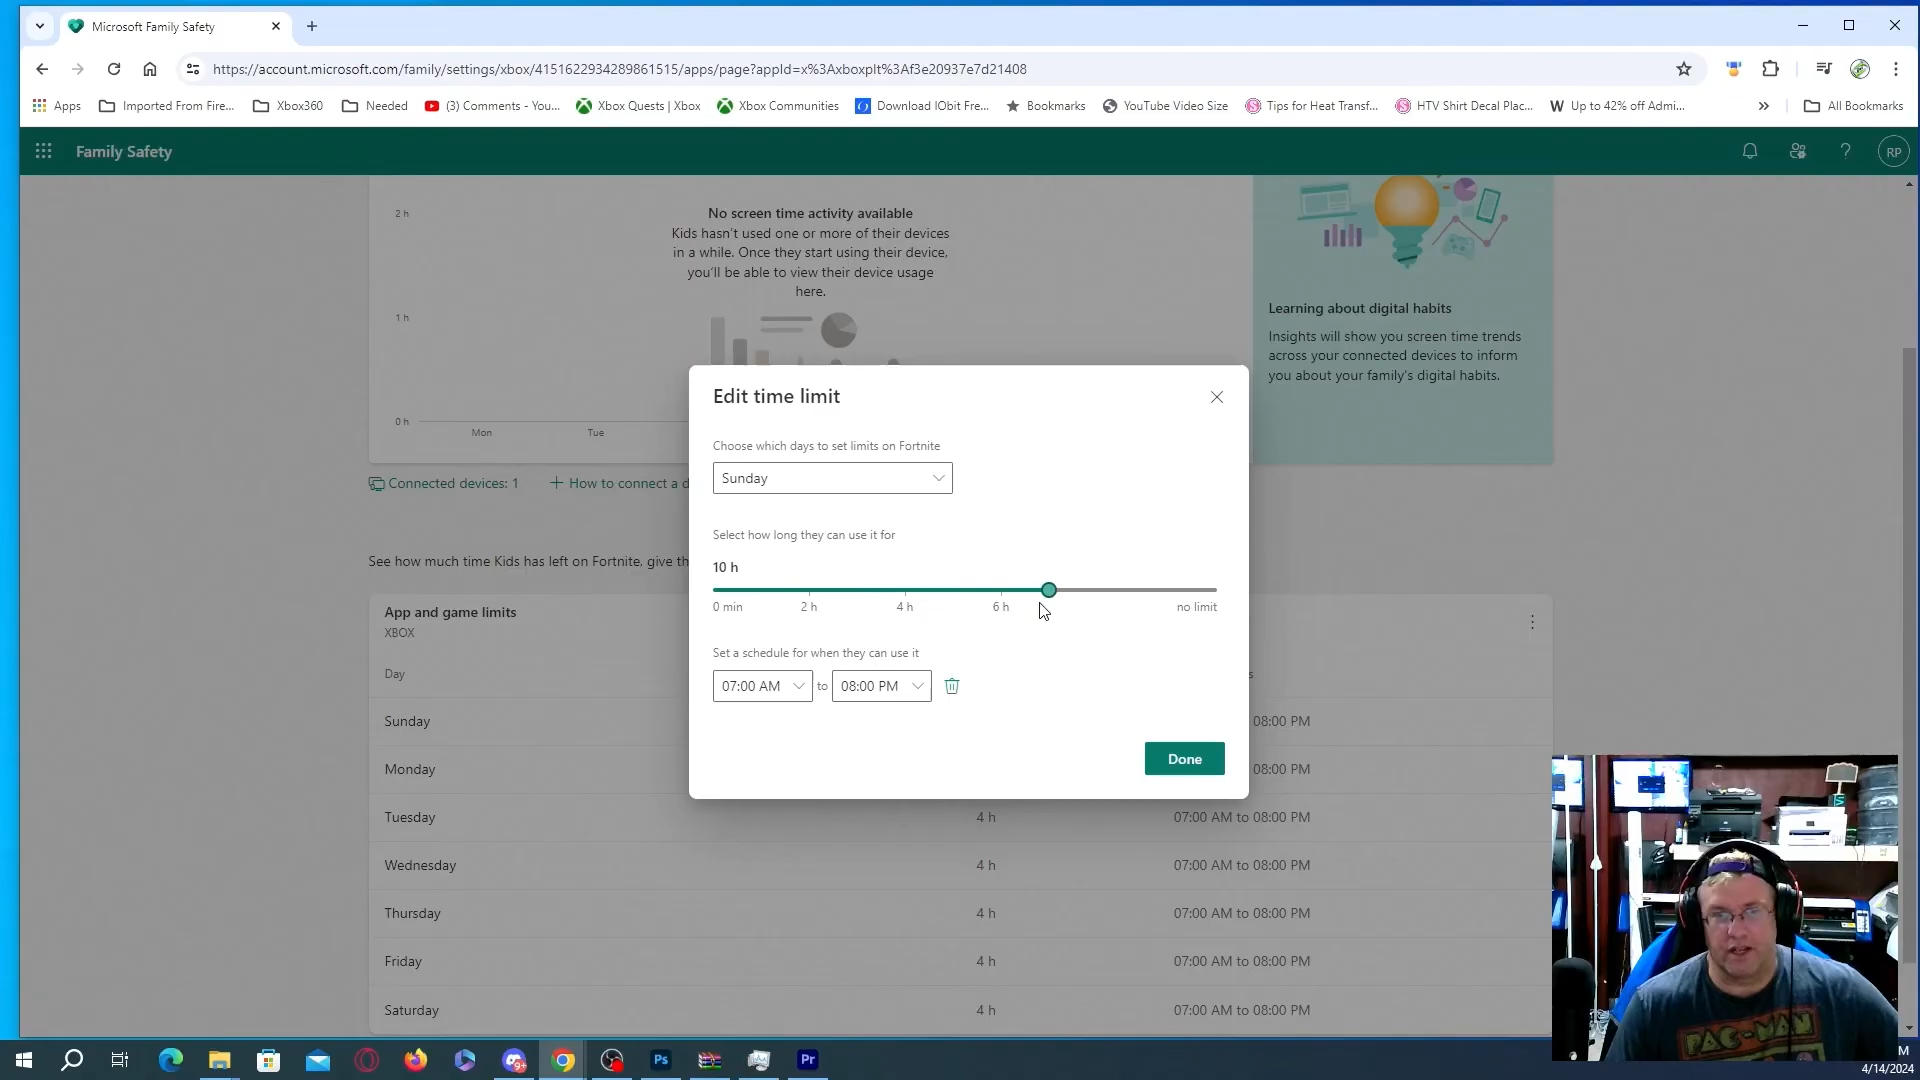 Microsoft Family Safety
https://account.microsoft.com/family/settings/xbox/4151622934289861515/apps/page?appId=x%3Axboxplt%3Af3e20937e7d21408
Apps Imported From Fire... Xbox360 Needed (3) Comments - You... Xbox Quests | Xbox Xbox Communities Download IObit Fre... Bookmarks YouTube Video Size Tips for Heat Transf... HTV Shirt Decal Plac... Up to 42% off Admi... » All Bookmarks
Family Safety ? RP
2 h
1 h
0 h
Mon Tue
No screen time activity available
Kids hasn't used one or more of their devices
in a while. Once they start using their device,
you'll be able to view their device usage
here.
Learning about digital habits
Insights will show you screen time trends
across your connected devices to inform
you about your family's digital habits.
Connected devices: 1 + How to connect a d
See how much time Kids has left on Fortnite, give th
Edit time limit
Choose which days to set limits on Fortnite
Sunday
Select how long they can use it for
10 h
0 min 2 h 4 h 6 h no limit
Set a schedule for when they can use it
07:00 AM to 08:00 PM
Done
App and game limits
XBOX
Day s
Sunday 08:00 PM
Monday 08:00 PM
Tuesday 4 h 07:00 AM to 08:00 PM
Wednesday 4 h 07:00 AM to 08:00 PM
Thursday 4 h 07:00 AM to 08:00 PM
Friday 4 h 07:00 AM to 08:00 PM
Saturday 4 h 07:00 AM to 08:00 PM
PAC-MAN
9+ Ps Pr
M
4/14/2024